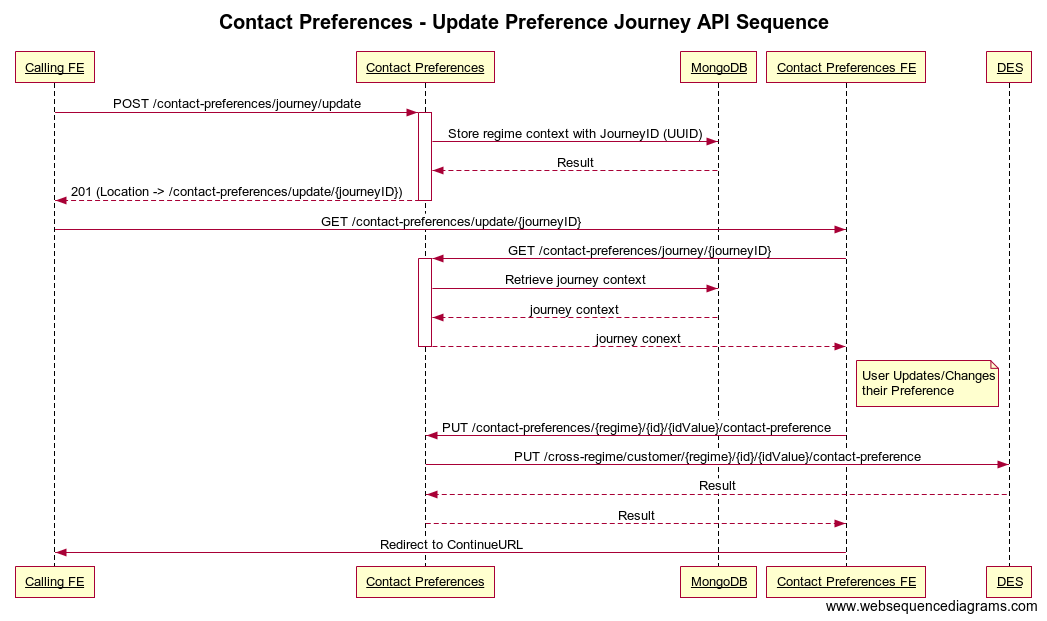 Contact Preferences - Update Preference Journey API Sequence
Calling FE
Contact Preferences
MongoDB
Contact Preferences FE
DES
POST /contact-preferences/journey/update
Store regime context with JourneyID (UUID)
Result
201 (Location -> /contact-preferences/update/{journeyID})
GET /contact-preferences/update/{journeyID}
GET /contact-preferences/journey/{journeyID}
Retrieve journey context
journey context
journey conext
User Updates/Changes
their Preference
PUT /contact-preferences/{regime}/{id}/{idValue}/contact-preference
PUT /cross-regime/customer/{regime}/{id}/{idValue}/contact-preference
Result
Result
Redirect to ContinueURL
Calling FE
Contact Preferences
MongoDB
Contact Preferences FE
DES
www.websequencediagrams.com